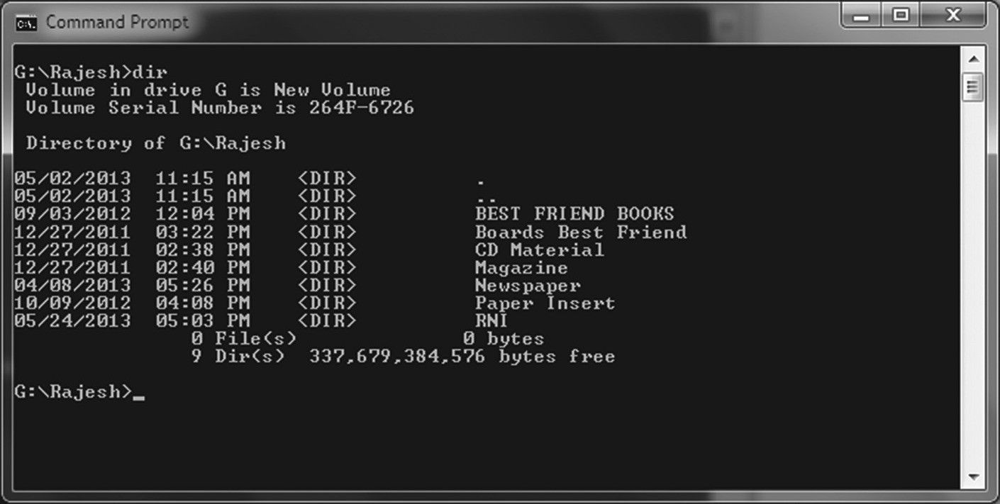 Command Prompt
G:\Rajesh>dir
Volume in drive G is New Volume
Volume Serial Number is 264F-6726
Directory of G:\Rajesh
05/02/2013 11:15 AM <DIR> .
05/02/2013 11:15 AM <DIR> ..
09/03/2012 12:04 PM <DIR> BEST FRIEND BOOKS
12/27/2011 03:22 PM <DIR> Boards Best Friend
12/27/2011 02:38 PM <DIR> CD Material
12/27/2011 02:40 PM <DIR> Magazine
04/08/2013 05:26 PM <DIR> Newspaper
10/09/2012 04:08 PM <DIR> Paper Insert
05/24/2013 05:03 PM <DIR> RNI
0 File(s) 0 bytes
9 Dir(s) 337,679,384,576 bytes free
G:\Rajesh>_